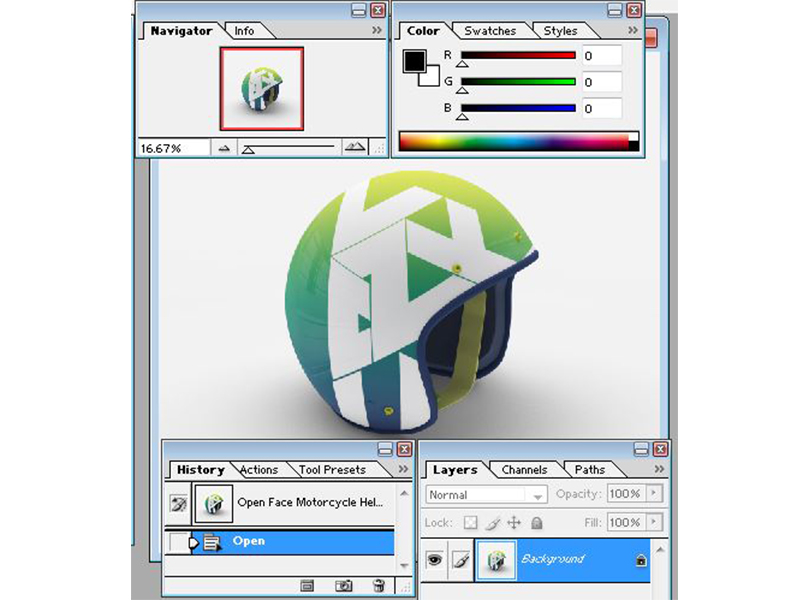 Navigator Info
16.67%
Color Swatches Styles
R 0
G 0
B 0
History Actions Tool Presets
Open Face Motorcycle Hel...
Open
Layers Channels Paths
Normal Opacity: 100%
Lock: Fill: 100%
Background